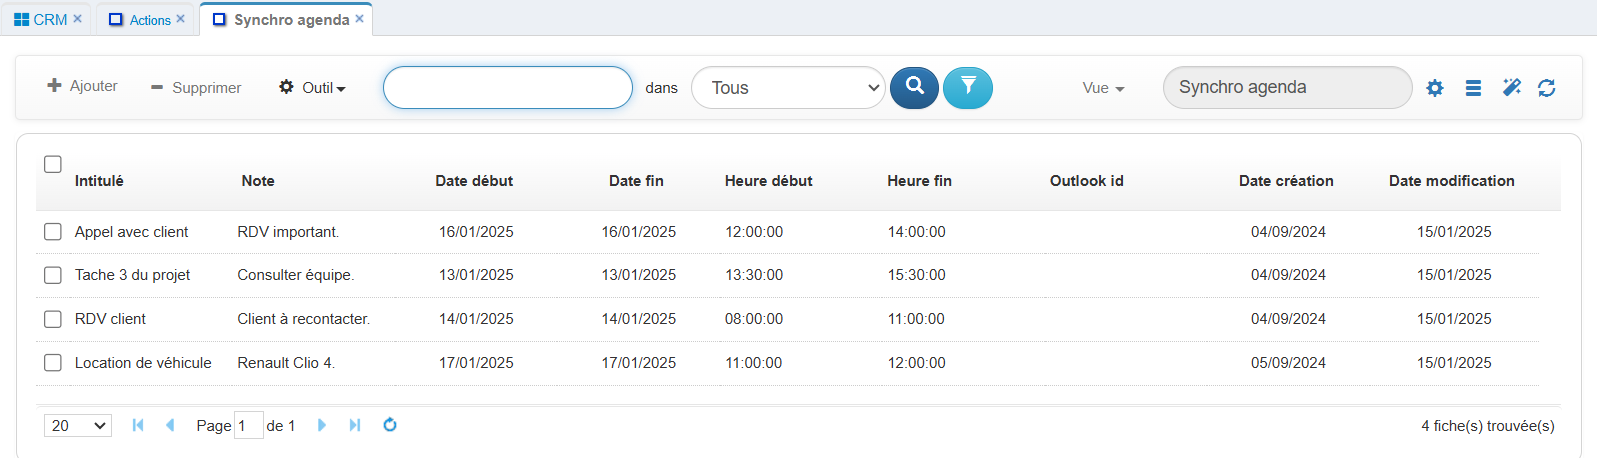 CRM × Actions × Synchro agenda ×
Ajouter Supprimer Outil dans Tous Vue Synchro agenda
Intitulé Note Date début Date fin Heure début Heure fin Outlook id Date création Date modification
Appel avec client RDV important. 16/01/2025 16/01/2025 12:00:00 14:00:00 04/09/2024 15/01/2025
Tache 3 du projet Consulter équipe. 13/01/2025 13/01/2025 13:30:00 15:30:00 04/09/2024 15/01/2025
RDV client Client à recontacter. 14/01/2025 14/01/2025 08:00:00 11:00:00 04/09/2024 15/01/2025
Location de véhicule Renault Clio 4. 17/01/2025 17/01/2025 11:00:00 12:00:00 05/09/2024 15/01/2025
20 Page 1 de 1 4 fiche(s) trouvée(s)